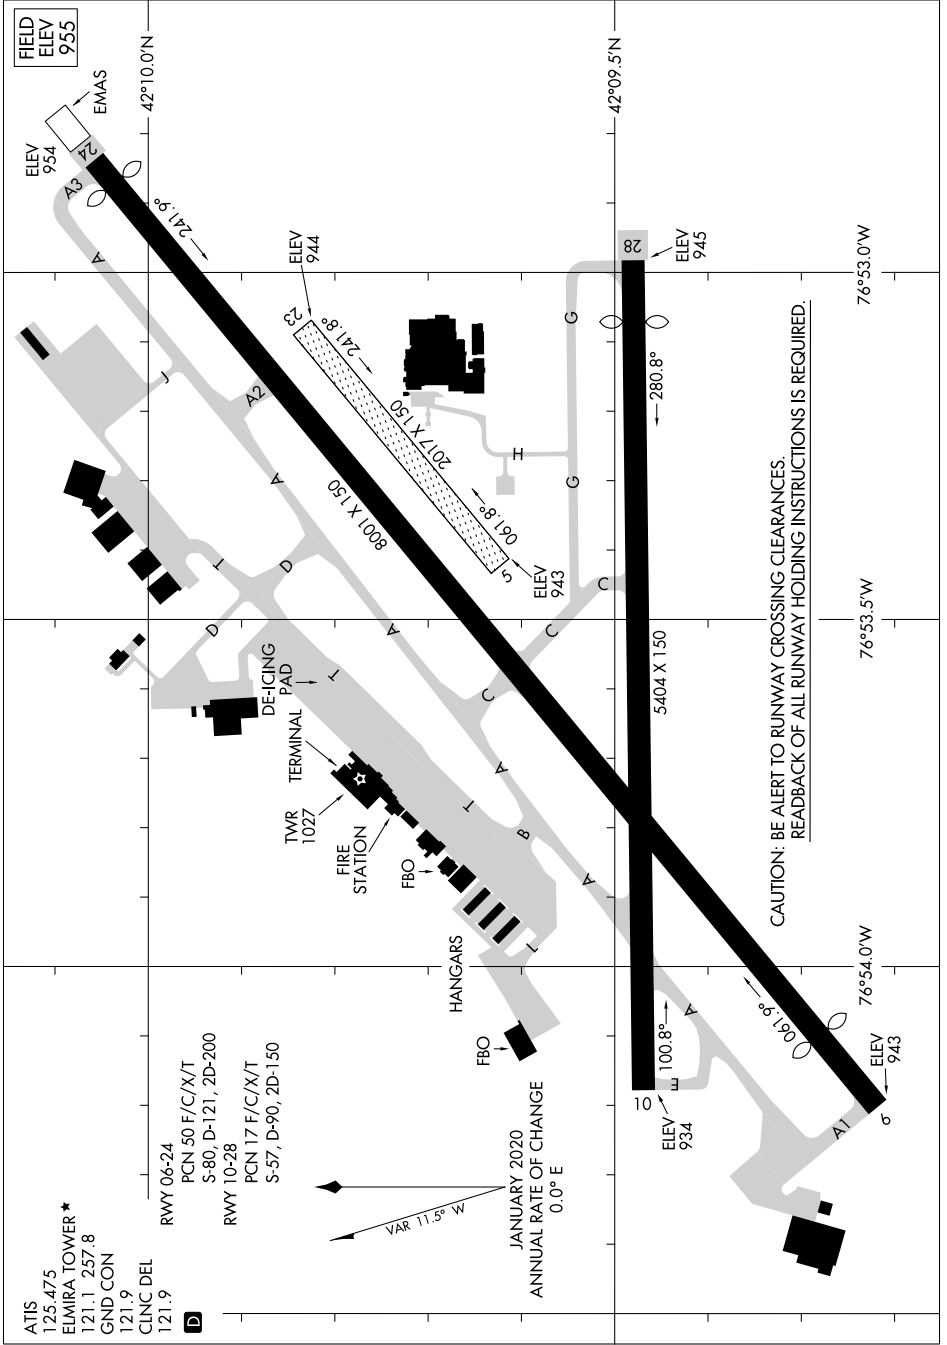 ATIS
125.475
ELMIRA TOWER★
121.1 257.8
GND CON
121.9
CLNC DEL
121.9
D
RWY 06-24
PCN 50 F/C/X/T
S-80, D-121, 2D-200
RWY 10-28
PCN 17 F/C/X/T
S-57, D-90, 2D-150
VAR 11.5° W
JANUARY 2020
ANNUAL RATE OF CHANGE
0.0° E
FIELD
ELEV
955
EMAS
ELEV
954
24
A3
A
241.9°
42°10.0'N
42°09.5'N
J
A2
A
ELEV
944
23
241.8°
2017 X 150
061.8°
5
ELEV
943
8001 X 150
H
G
G
28
ELEV
945
280.8°
76°53.0'W
T
D
D
A
C
C
C
DE-ICING
PAD
T
TERMINAL
TWR
1027
FIRE
STATION
FBO
T
A
B
A
5404 X 150
76°53.5'W
HANGARS
T
FBO
76°54.0'W
10
100.8°
E
A
ELEV
934
061.9°
ELEV
943
6
A1
CAUTION: BE ALERT TO RUNWAY CROSSING CLEARANCES.
READBACK OF ALL RUNWAY HOLDING INSTRUCTIONS IS REQUIRED.